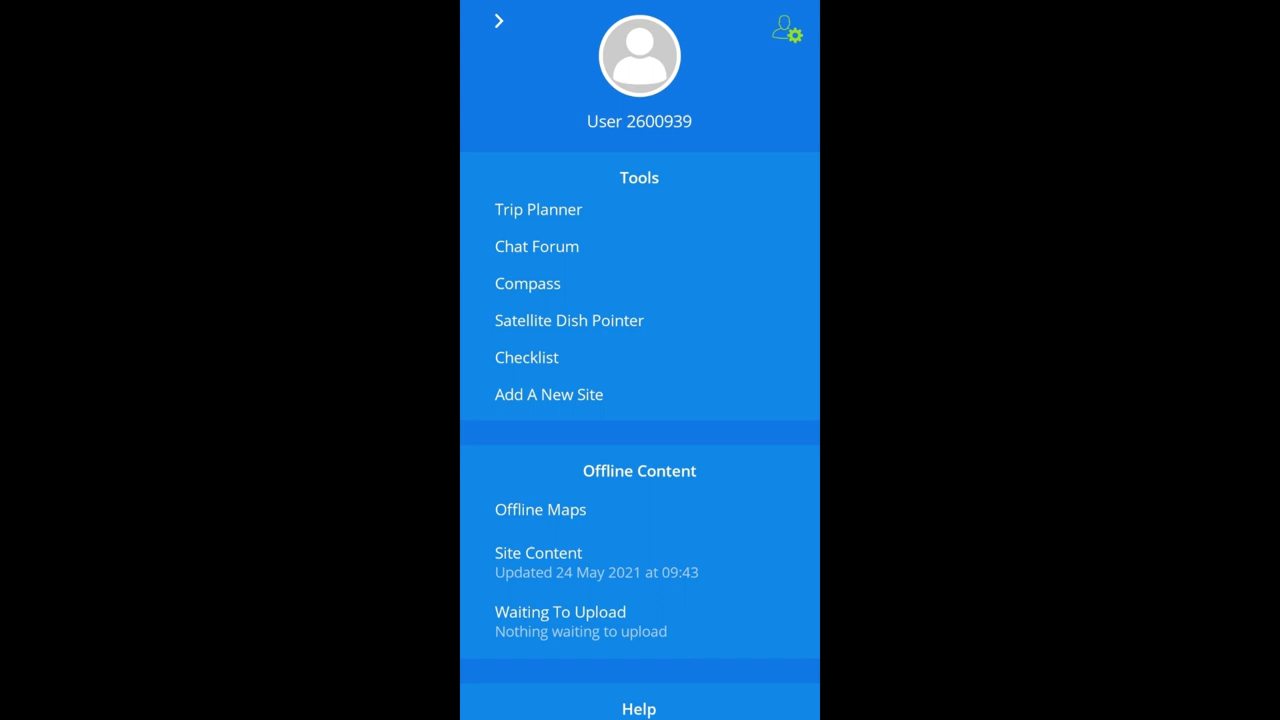 User 2600939
Tools
Trip Planner
Chat Forum
Compass
Satellite Dish Pointer
Checklist
Add A New Site
Offline Content
Offline Maps
Site Content
Updated 24 May 2021 at 09:43
Waiting To Upload
Nothing waiting to upload
Help